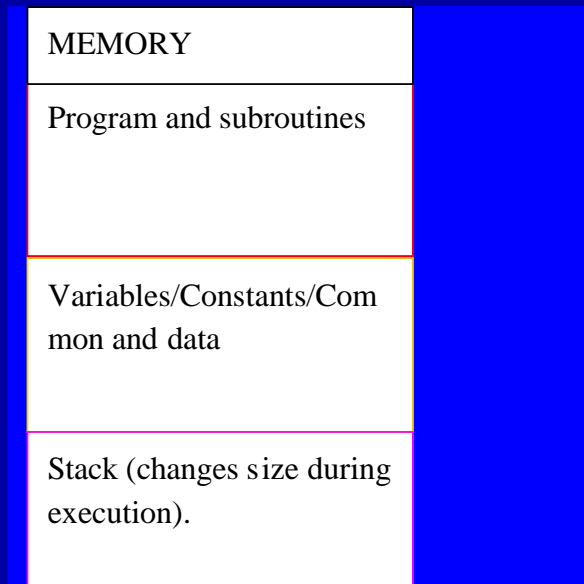 MEMORY
Program and subroutines
Variables/Constants/Com
mon and data
Stack (changes size during
execution).